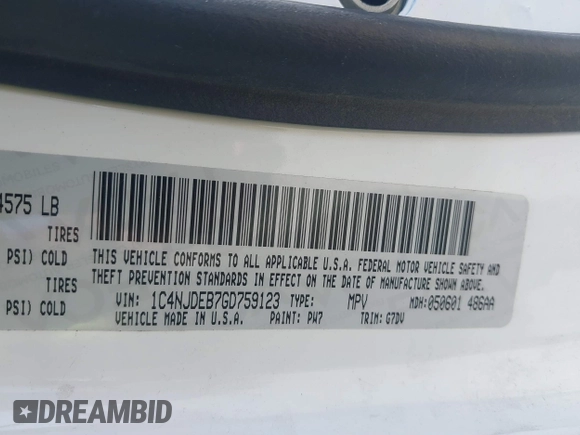 4575 LB
TIRES
PSI) COLD
TIRES
PSI) COLD
THIS VEHICLE CONFORMS TO ALL APPLICABLE U.S.A. FEDERAL MOTOR VEHICLE SAFETY AND
THEFT PREVENTION STANDARDS IN EFFECT ON THE DATE OF MANUFACTURE SHOWN ABOVE.
VIN: 1C4NJDEB7GD759123 TYPE: MPV MDH:050601 486AA
VEHICLE MADE IN U.S.A. PAINT: PW7 TRIM: G7DV
DREAMBID